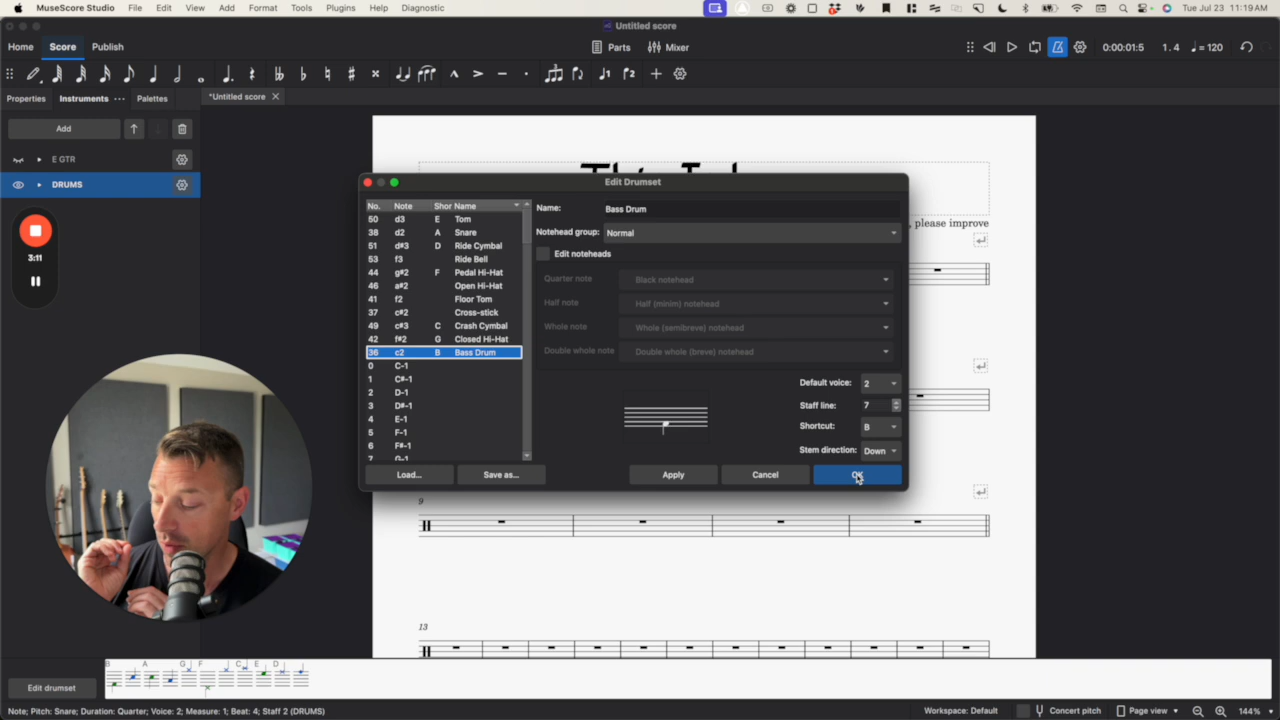 MuseScore Studio File Edit View Add Format Tools Plugins Help Diagnostic Tue Jul 23 11:19 AM
Untitled score
Home Score Publish Parts Mixer 0:00:01:5 1. 4 = 120
Properties Instruments Palettes *Untitled score
Add
E GTR
DRUMS
3:11
, please improve
Edit Drumset
No. Note Shor Name
50 d3 E Tom
38 d2 A Snare
51 d#3 D Ride Cymbal
53 f3 Ride Bell
44 g#2 F Pedal Hi-Hat
46 a#2 Open Hi-Hat
41 f2 Floor Tom
37 c#2 Cross-stick
49 c#3 C Crash Cymbal
42 f#2 G Closed Hi-Hat
36 c2 B Bass Drum
0 C-1
1 C#-1
2 D-1
3 D#-1
4 E-1
5 F-1
6 F#-1
7 G-1
Name: Bass Drum
Notehead group: Normal
Edit noteheads
Quarter note Black notehead
Half note Half (minim) notehead
Whole note Whole (semibreve) notehead
Double whole note Double whole (breve) notehead
Default voice: 2
Staff line: 7
Shortcut: B
Stem direction: Down
Load... Save as... Apply Cancel OK
9
13
B A G F C E D
Edit drumset
Note; Pitch: Snare; Duration: Quarter; Voice: 2; Measure: 1; Beat: 4; Staff 2 (DRUMS) Workspace: Default Concert pitch Page view 144%